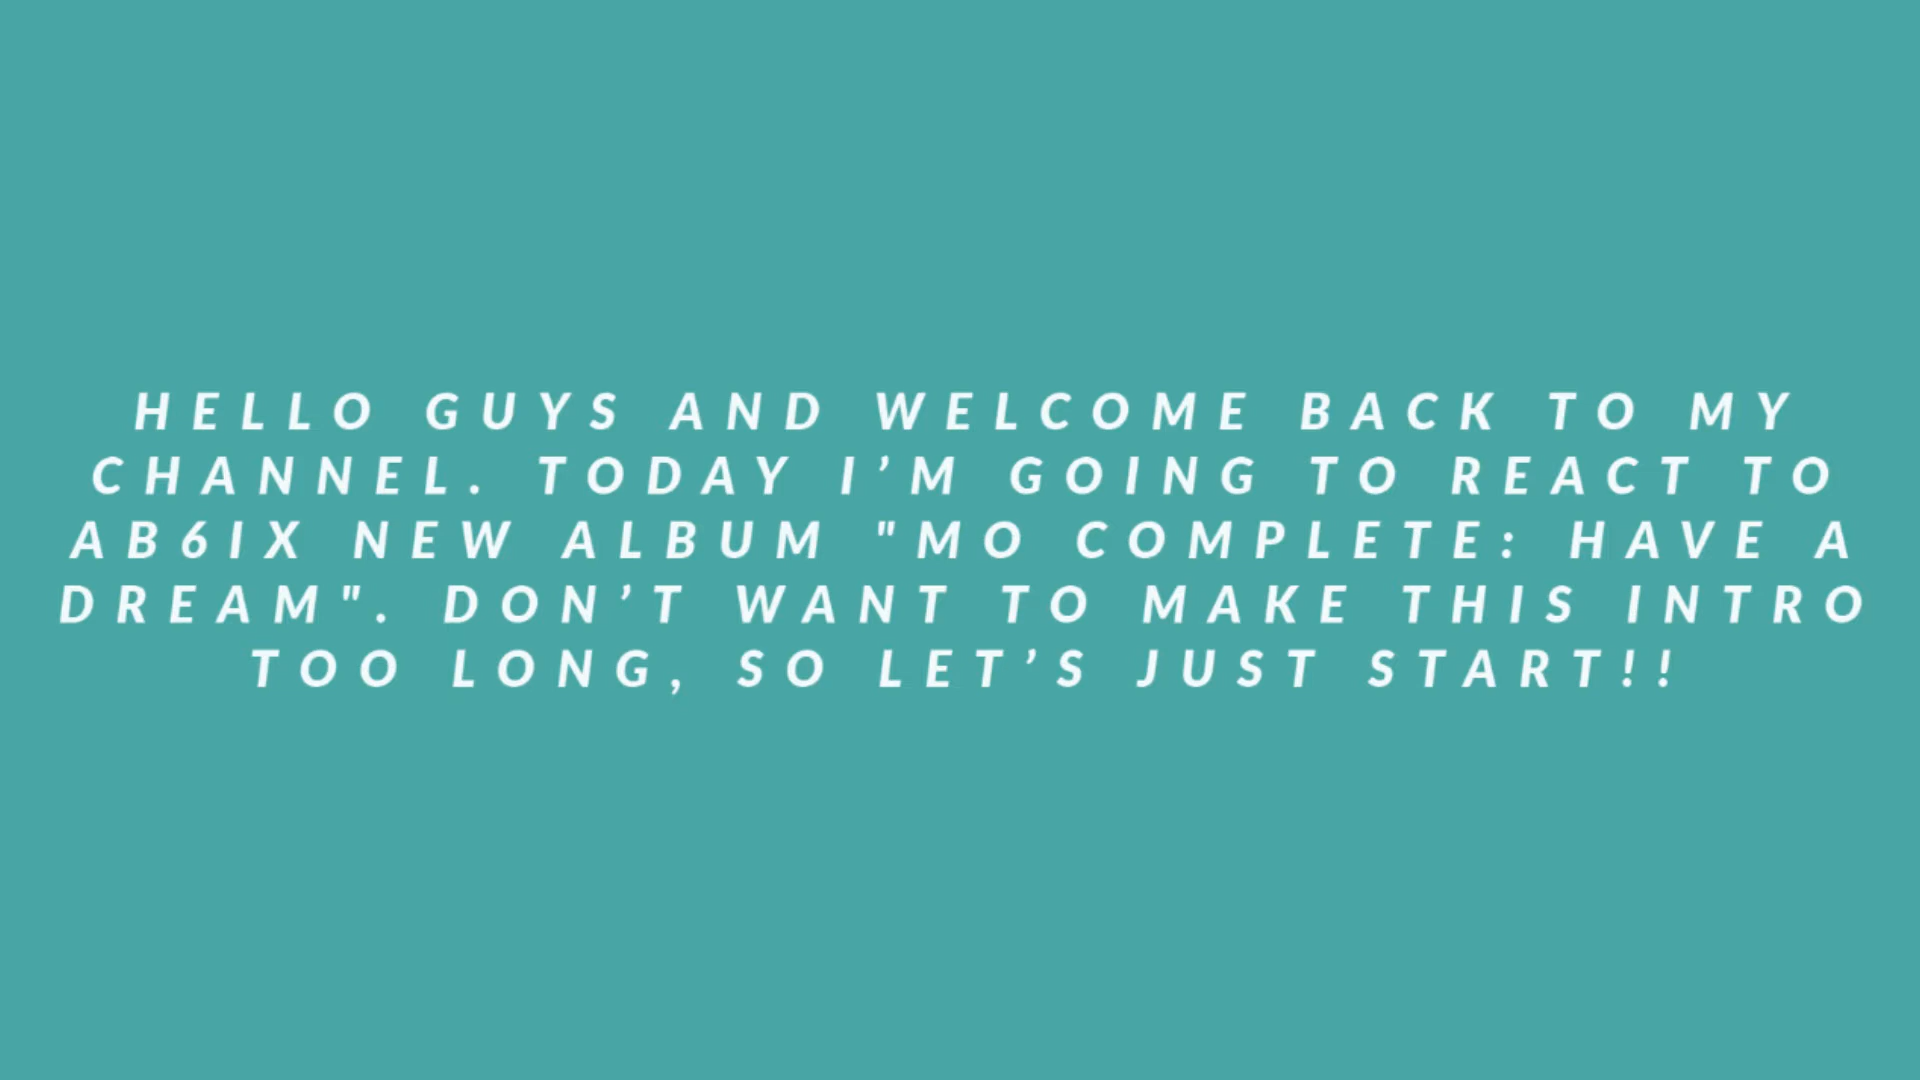 HELLO GUYS AND WELCOME BACK TO MY
CHANNEL. TODAY I’M GOING TO REACT TO
AB6IX NEW ALBUM "MO COMPLETE: HAVE A
DREAM". DON’T WANT TO MAKE THIS INTRO
TOO LONG, SO LET’S JUST START!!